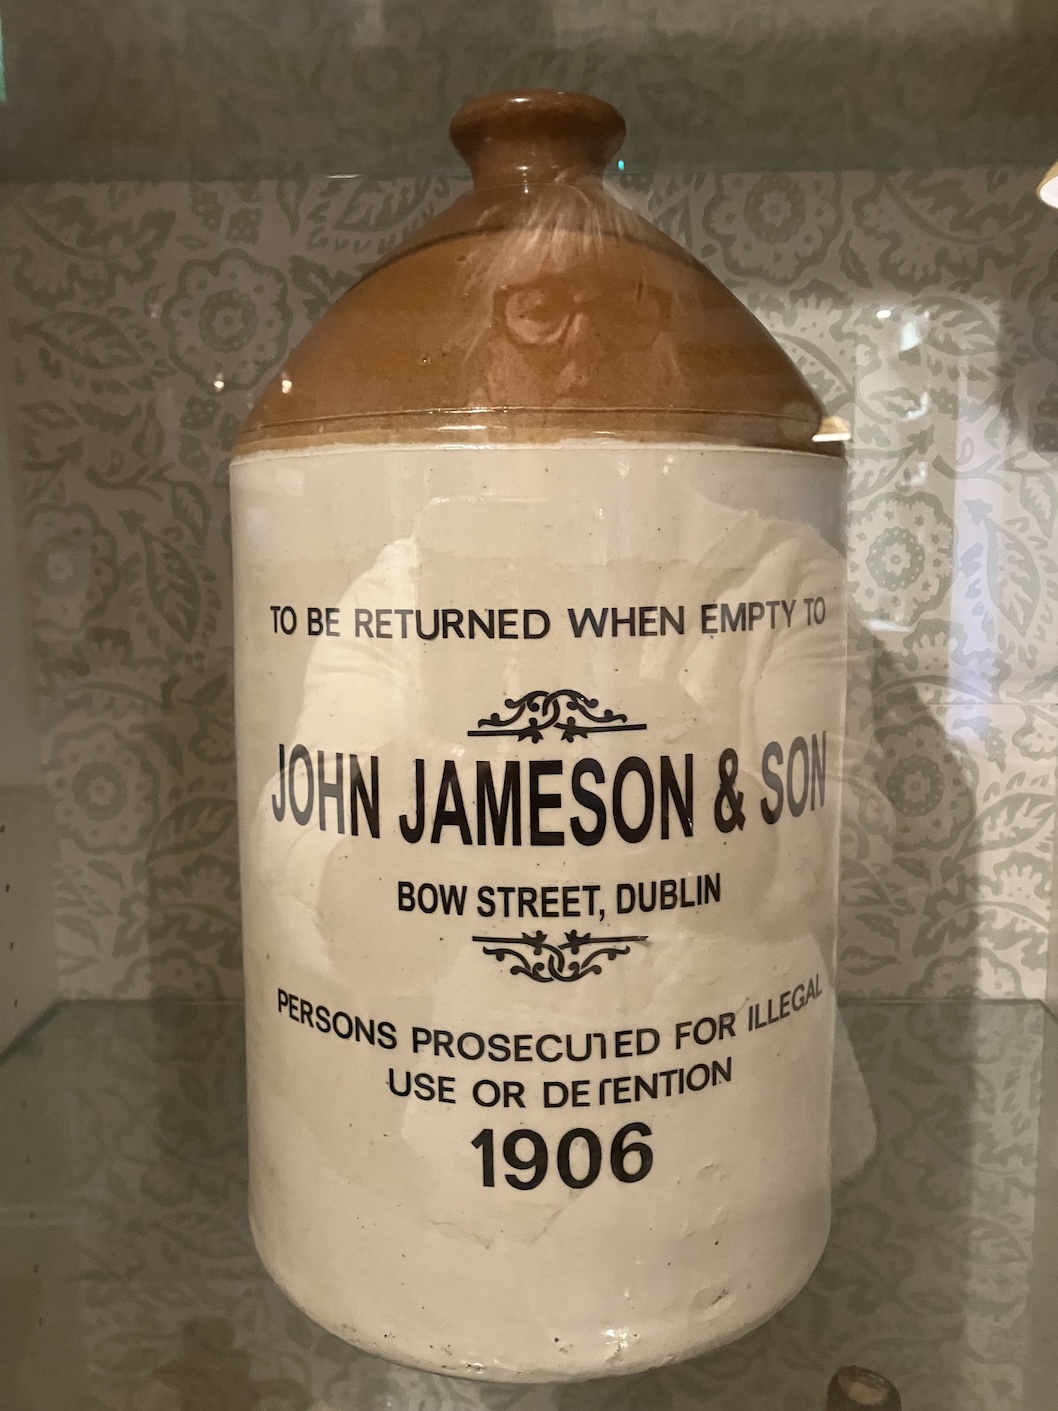 TO BE RETURNED WHEN EMPTY TO
JOHN JAMESON & SON
BOW STREET, DUBLIN
PERSONS PROSECUTED FOR ILLEGAL
USE OR DETENTION
1906